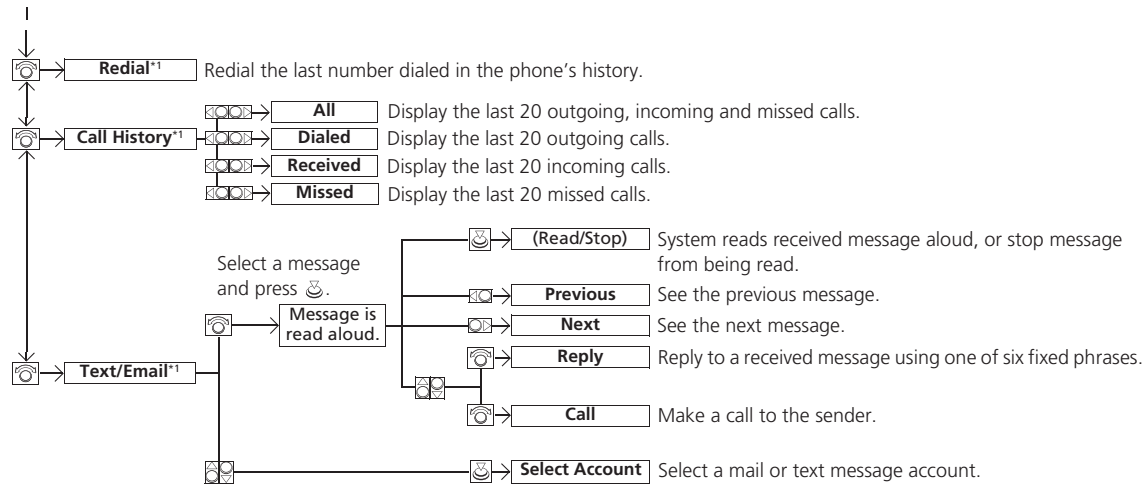 Redial*1 Redial the last number dialed in the phone's history.
Call History*1
All Display the last 20 outgoing, incoming and missed calls.
Dialed Display the last 20 outgoing calls.
Received Display the last 20 incoming calls.
Missed Display the last 20 missed calls.
Text/Email*1
Select a message
and press .
Message is
read aloud.
(Read/Stop) System reads received message aloud, or stop message
from being read.
Previous See the previous message.
Next See the next message.
Reply Reply to a received message using one of six fixed phrases.
Call Make a call to the sender.
Select Account Select a mail or text message account.